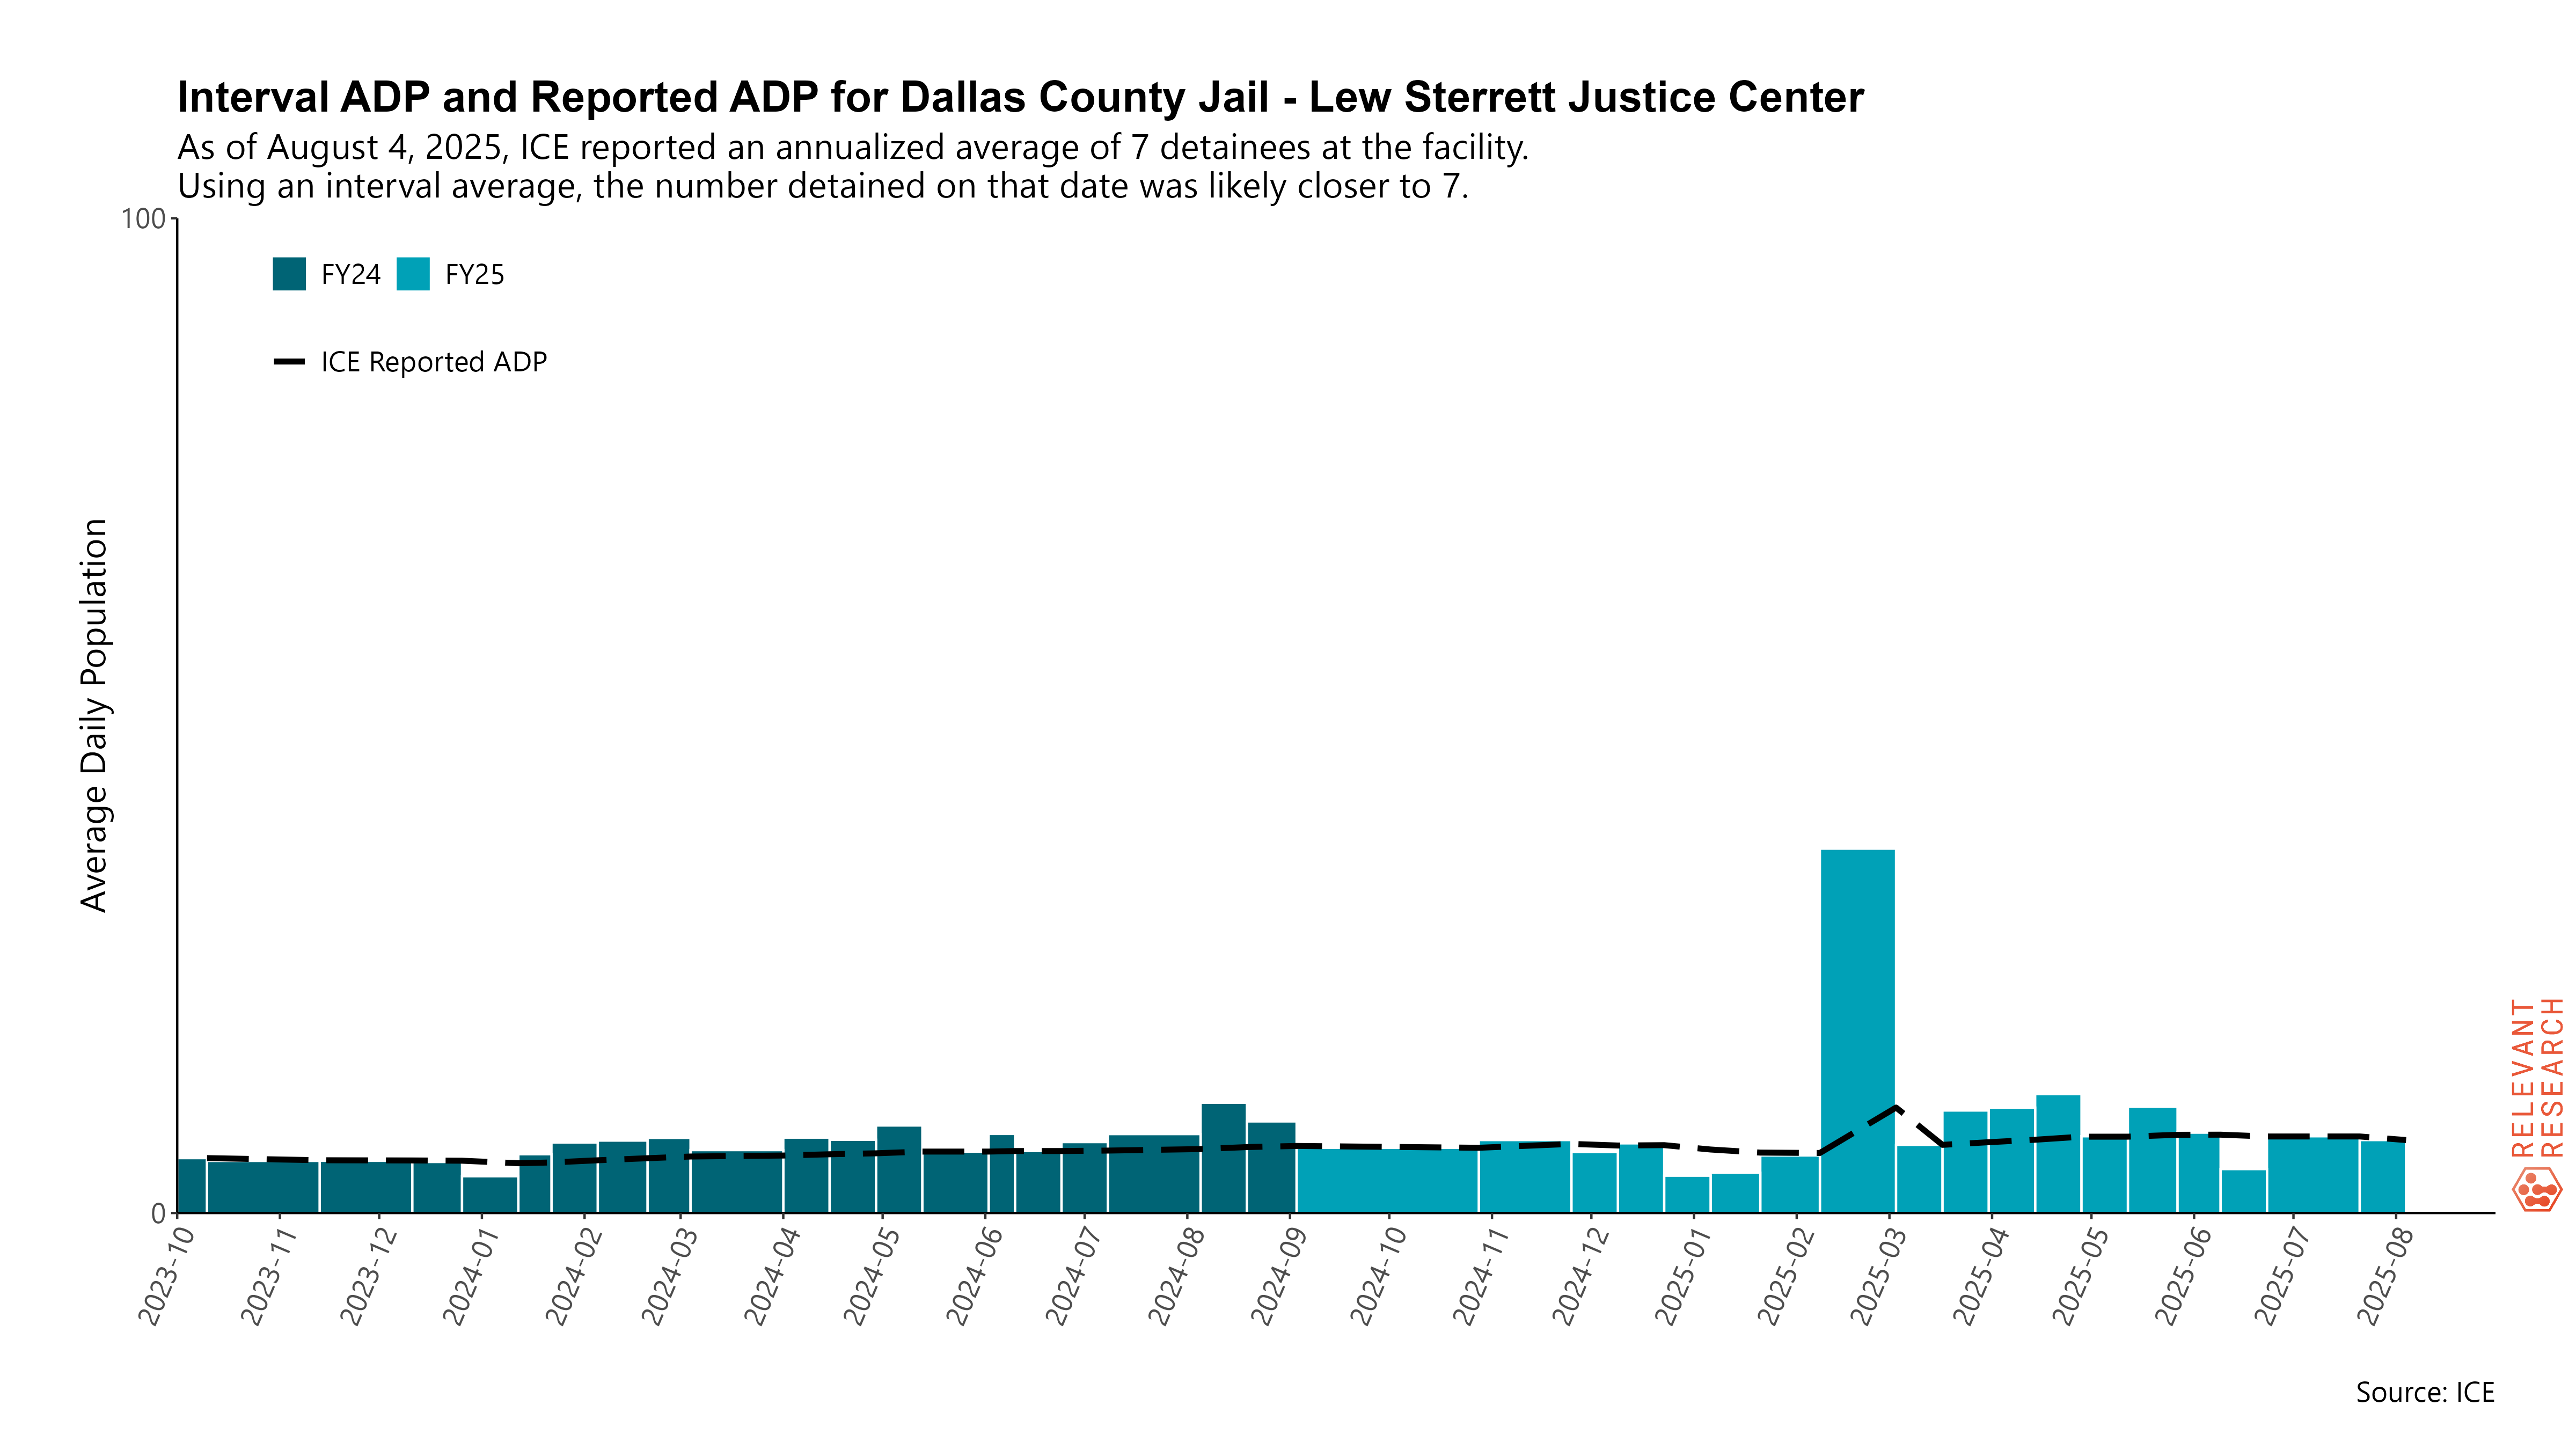 Interval ADP and Reported ADP for Dallas County Jail - Lew Sterrett Justice Center
As of August 4, 2025, ICE reported an annualized average of 7 detainees at the facility.
Using an interval average, the number detained on that date was likely closer to 7.
100
FY24 FY25
ICE Reported ADP
Average Daily Population
0
2023-10 2023-11 2023-12 2024-01 2024-02 2024-03 2024-04 2024-05 2024-06 2024-07 2024-08 2024-09 2024-10 2024-11 2024-12 2025-01 2025-02 2025-03 2025-04 2025-05 2025-06 2025-07 2025-08
RELEVANT
RESEARCH
Source: ICE